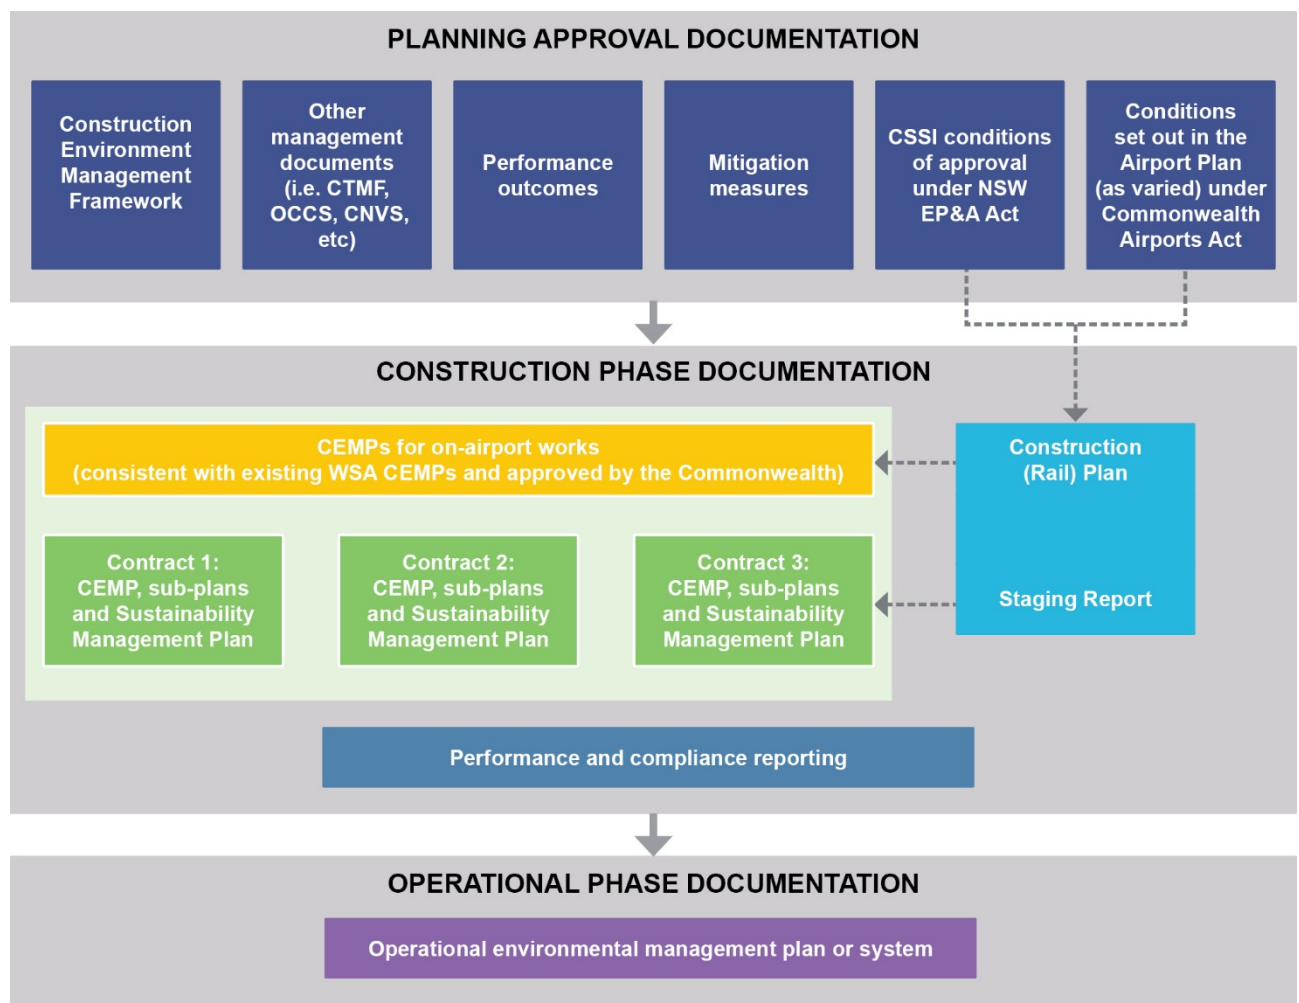 PLANNING APPROVAL DOCUMENTATION
Construction
Environment
Management
Framework
Other
management
documents
(i.e. CTMF,
OCCS, CNVS,
etc)
Performance
outcomes
Mitigation
measures
CSSI conditions
of approval
under NSW
EP&A Act
Conditions
set out in the
Airport Plan
(as varied) under
Commonwealth
Airports Act
CONSTRUCTION PHASE DOCUMENTATION
CEMPs for on-airport works
(consistent with existing WSA CEMPs and approved by the Commonwealth)
Construction
(Rail) Plan
Contract 1:
CEMP, sub-plans
and Sustainability
Management Plan
Contract 2:
CEMP, sub-plans
and Sustainability
Management Plan
Contract 3:
CEMP, sub-plans
and Sustainability
Management Plan
Staging Report
Performance and compliance reporting
OPERATIONAL PHASE DOCUMENTATION
Operational environmental management plan or system